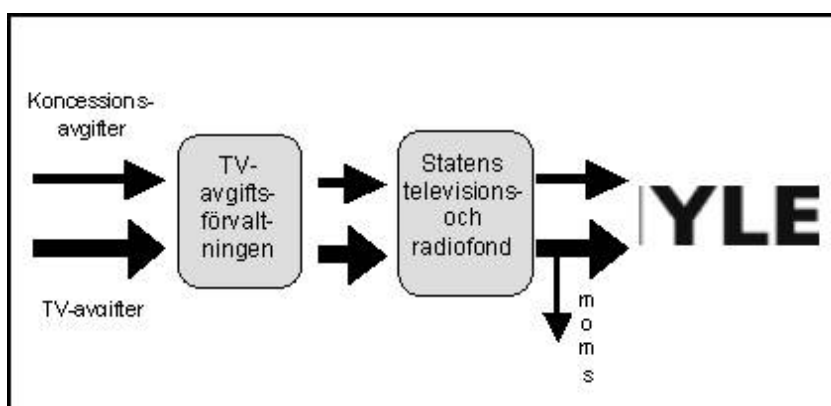 Koncessions-
avgifter
TV-
avgifts-
förvalt-
ningen
Statens
televisions-
och
radiofond
YLE
TV-avgifter
m
o
m
s